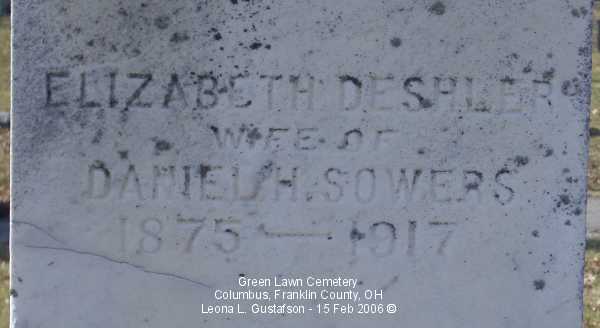 ELIZABETH DESHLER
WIFE OF
DANIEL H. SOWERS
1875 — 1917
Green Lawn Cemetery
Columbus, Franklin County, OH
Leona L. Gustafson - 15 Feb 2006 ©